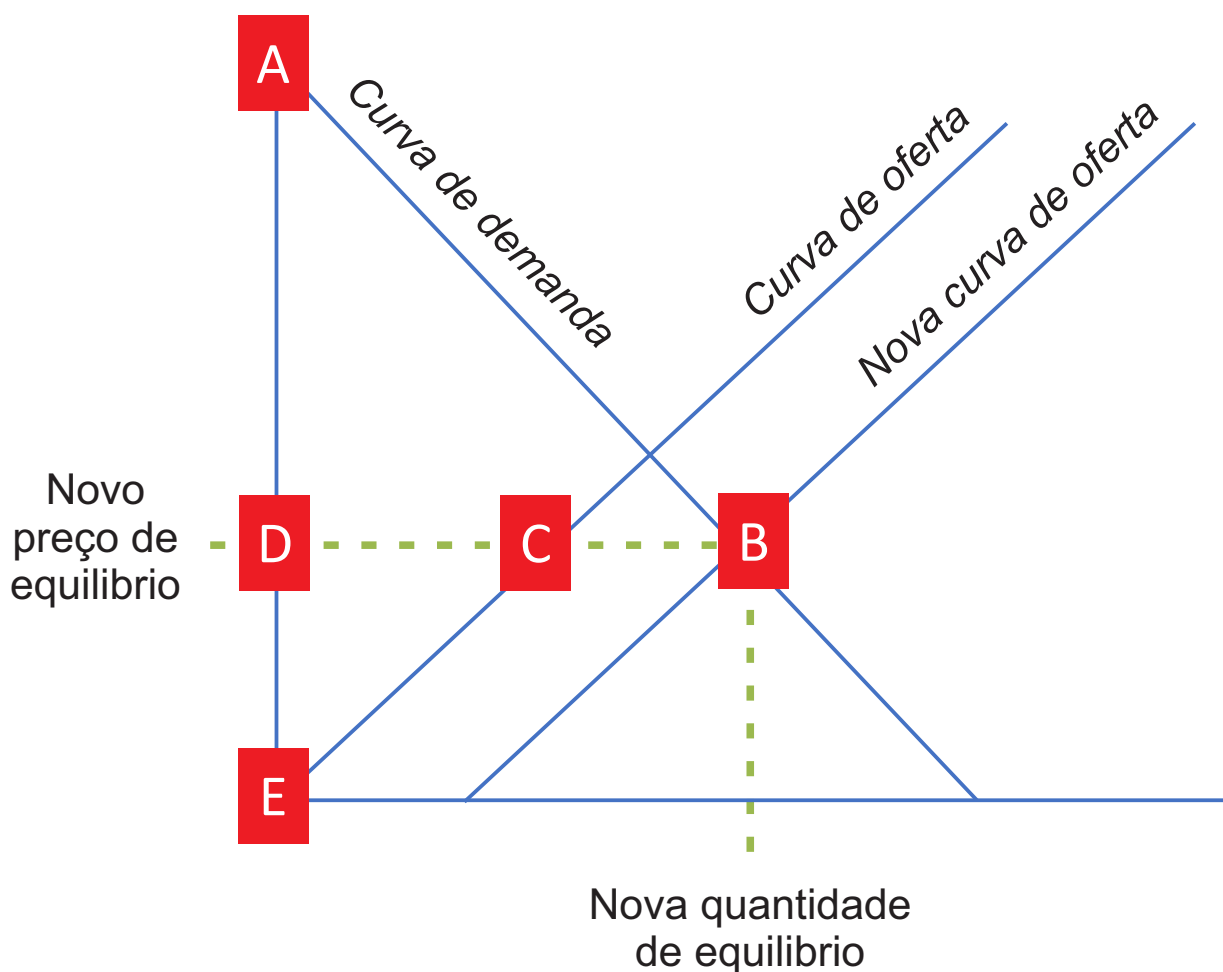 A
Curva de demanda
Curva de oferta
Nova curva de oferta
Novo
preço de
equilibrio
D
C
B
E
Nova quantidade
de equilibrio